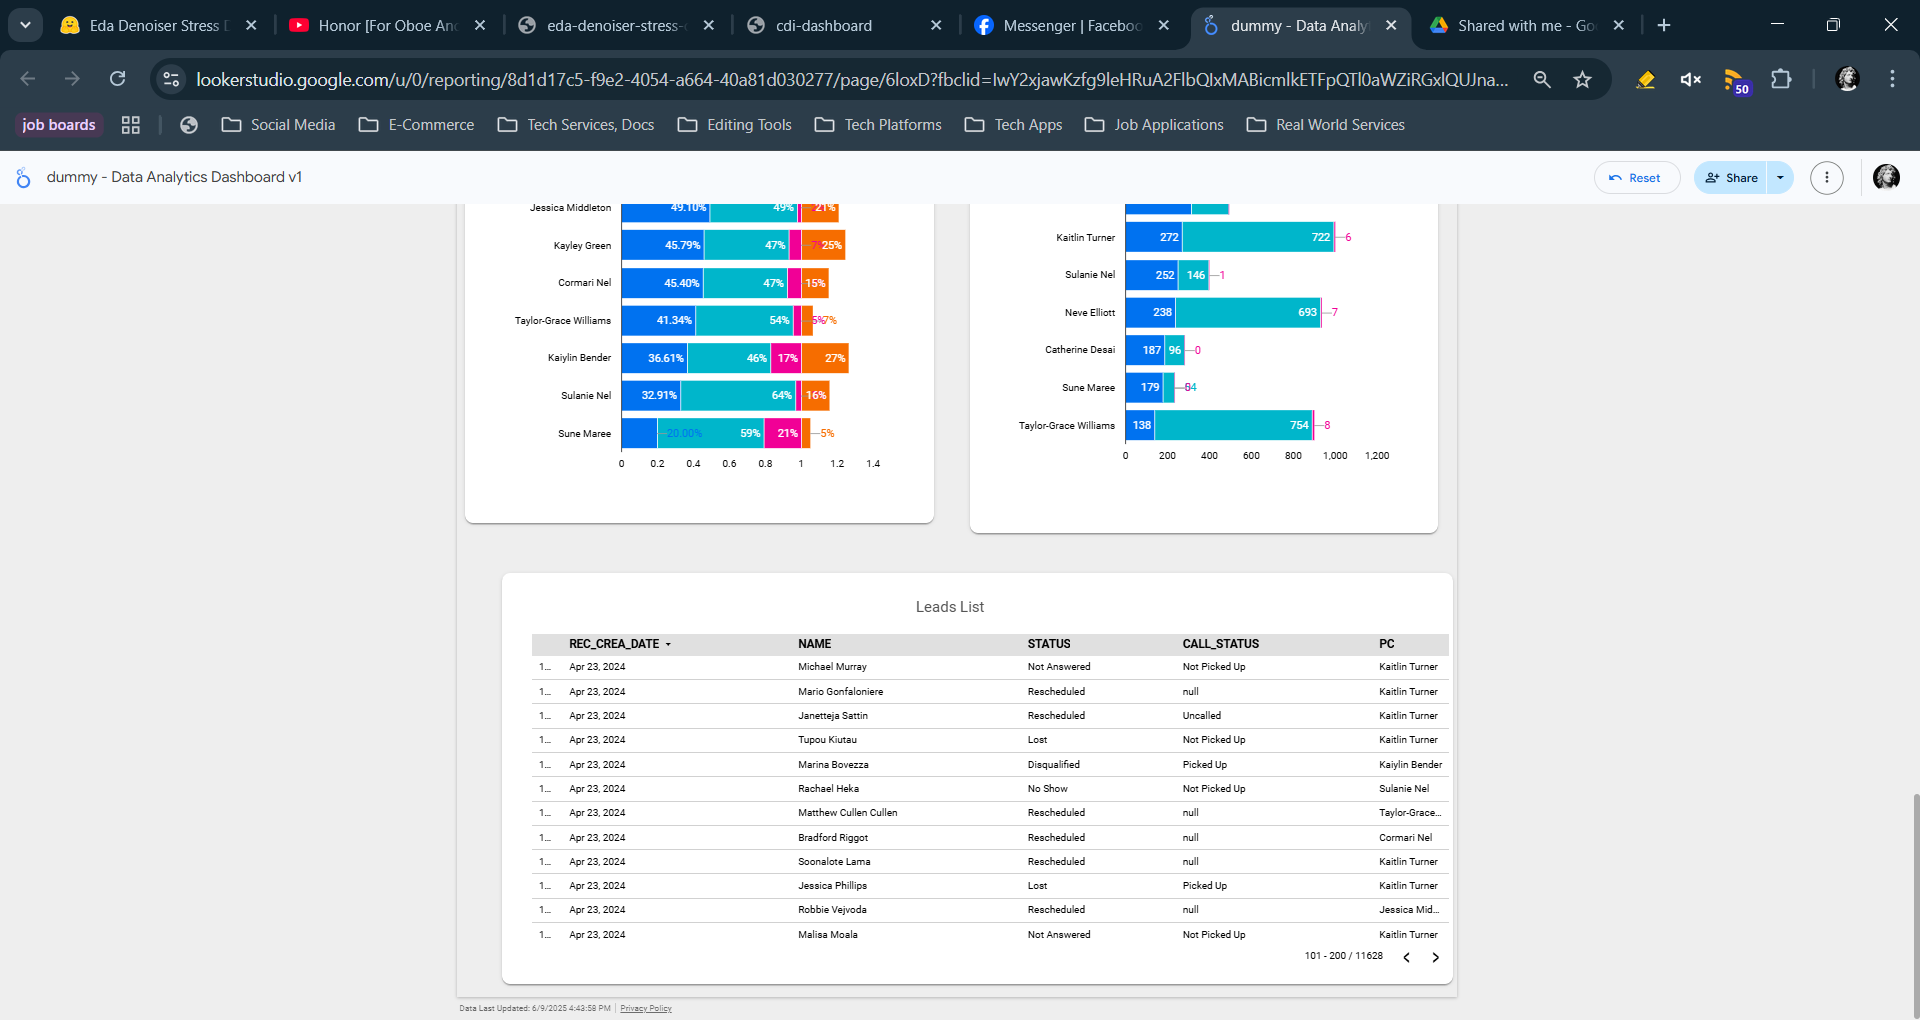 Eda Denoiser Stress D
Honor [For Oboe And
eda-denoiser-stress-
cdi-dashboard
Messenger | Faceboo
dummy - Data Analy
Shared with me - Go
lookerstudio.google.com/u/0/reporting/8d1d17c5-f9e2-4054-a664-40a81d030277/page/6loxD?fbclid=IwY2xjawKzfg9leHRuA2FlbQIxMABicmlkETFpQTl0aWZiRGxlQUJna...
50
job boards
Social Media
E-Commerce
Tech Services, Docs
Editing Tools
Tech Platforms
Tech Apps
Job Applications
Real World Services
dummy - Data Analytics Dashboard v1
Reset
Share
Jessica Middleton 49.10% 49% 21%
Kayley Green 45.79% 47% 7% 25%
Cormari Nel 45.40% 47% 15%
Taylor-Grace Williams 41.34% 54% 5% 7%
Kaiylin Bender 36.61% 46% 17% 27%
Sulanie Nel 32.91% 64% 16%
Sune Maree 20.00% 59% 21% 5%
0 0.2 0.4 0.6 0.8 1 1.2 1.4
Kaitlin Turner 272 722 6
Sulanie Nel 252 146 1
Neve Elliott 238 693 7
Catherine Desai 187 96 0
Sune Maree 179
Taylor-Grace Williams 138 754 8
0 200 400 600 800 1,000 1,200
Leads List
REC_CREA_DATE NAME STATUS CALL_STATUS PC
1... Apr 23, 2024 Michael Murray Not Answered Not Picked Up Kaitlin Turner
1... Apr 23, 2024 Mario Gonfaloniere Rescheduled null Kaitlin Turner
1... Apr 23, 2024 Janetteja Sattin Rescheduled Uncalled Kaitlin Turner
1... Apr 23, 2024 Tupou Kiutau Lost Not Picked Up Kaitlin Turner
1... Apr 23, 2024 Marina Bovezza Disqualified Picked Up Kaiylin Bender
1... Apr 23, 2024 Rachael Heka No Show Not Picked Up Sulanie Nel
1... Apr 23, 2024 Matthew Cullen Cullen Rescheduled null Taylor-Grace...
1... Apr 23, 2024 Bradford Riggot Rescheduled null Cormari Nel
1... Apr 23, 2024 Soonalote Lama Rescheduled null Kaitlin Turner
1... Apr 23, 2024 Jessica Phillips Lost Picked Up Kaitlin Turner
1... Apr 23, 2024 Robbie Vejvoda Rescheduled null Jessica Mid...
1... Apr 23, 2024 Malisa Moala Not Answered Not Picked Up Kaitlin Turner
101 - 200 / 11628
Data Last Updated: 6/9/2025 4:43:58 PM
Privacy Policy